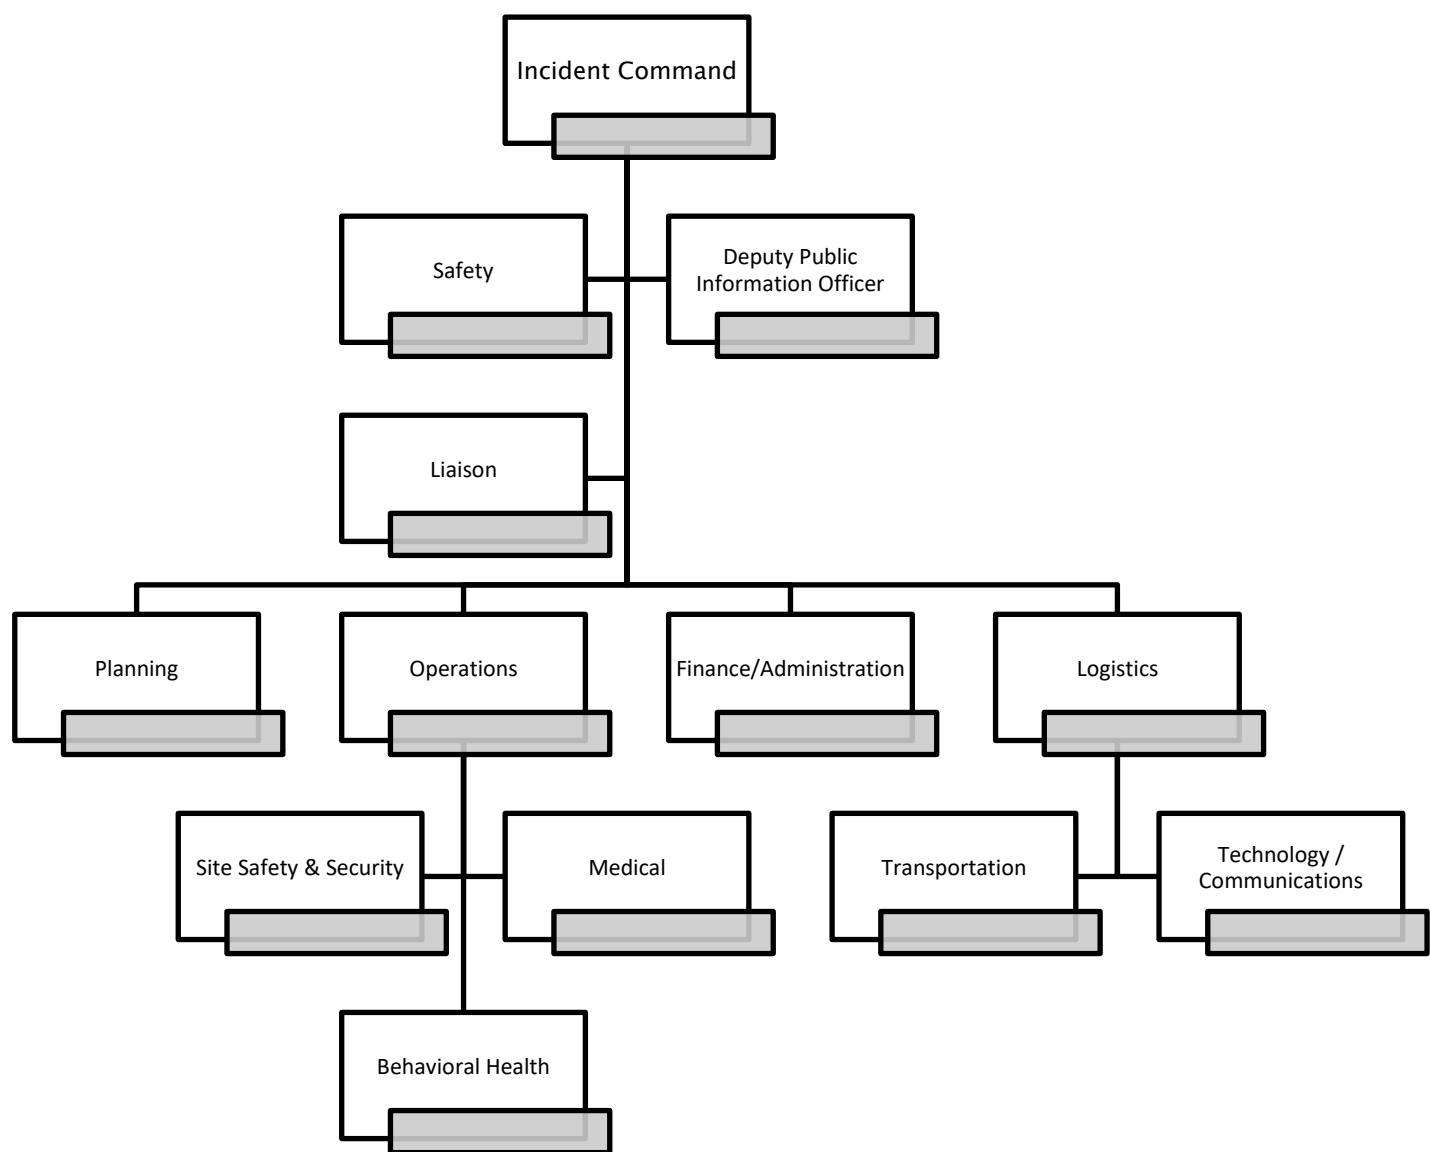 Incident Command
Safety
Deputy Public
Information Officer
Liaison
Planning
Operations
Finance/Administration
Logistics
Site Safety & Security
Medical
Transportation
Technology /
Communications
Behavioral Health